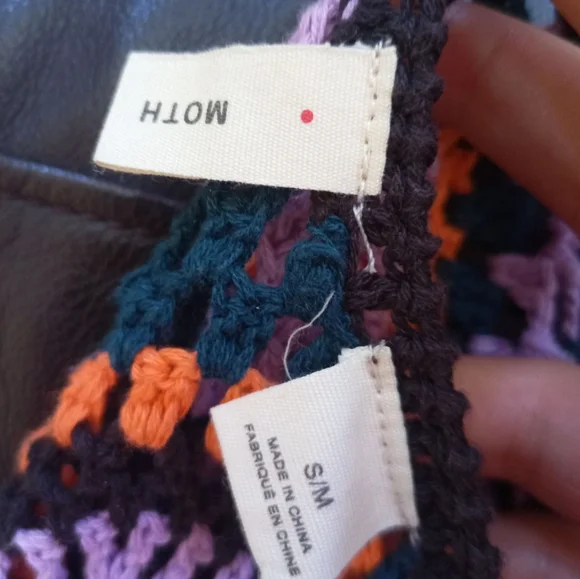 MOTH
S/M
MADE IN CHINA
FABRIQUÉ EN CHINE